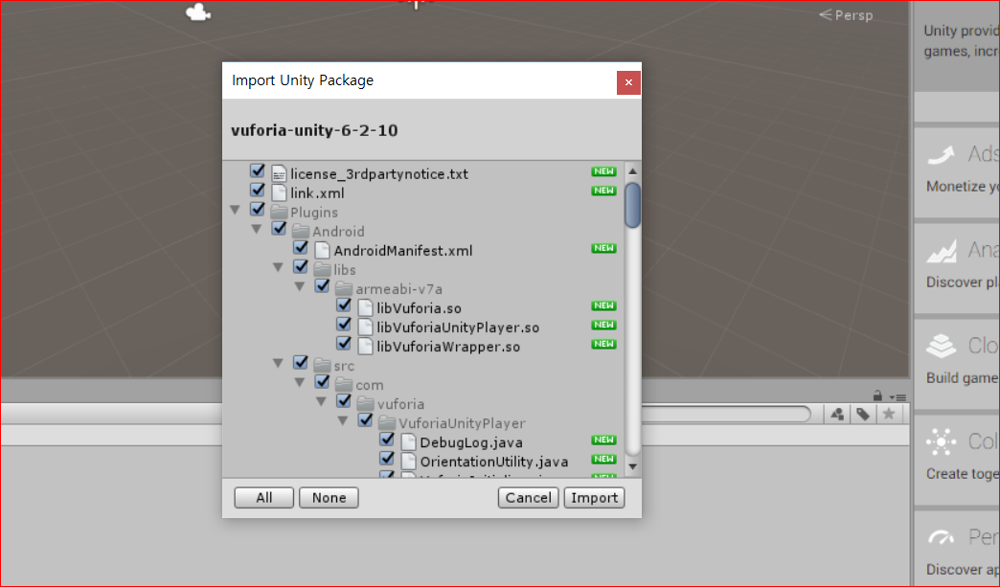 Persp
Unity provid
games, incr
Import Unity Package
vuforia-unity-6-2-10
license_3rdpartynotice.txt NEW
link.xml NEW
Plugins
Android
AndroidManifest.xml NEW
libs
armeabi-v7a
libVuforia.so NEW
libVuforiaUnityPlayer.so NEW
libVuforiaWrapper.so NEW
src
com
vuforia
VuforiaUnityPlayer
DebugLog.java NEW
OrientationUtility.java NEW
All None Cancel Import
Ads
Monetize y
Ana
Discover pl
Clo
Build game
Col
Create toge
Per
Discover ap